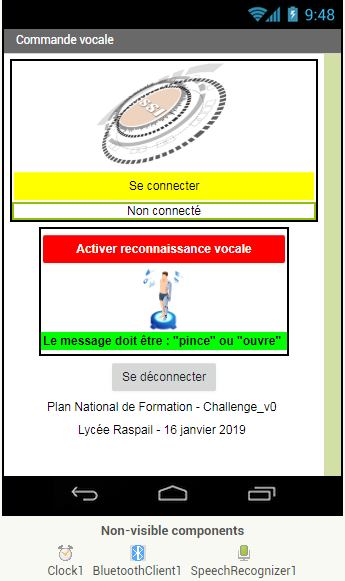 9:48
Commande vocale
ISSI
Se connecter
Non connecté
Activer reconnaissance vocale
Le message doit être : "pince" ou "ouvre"
Se déconnecter
Plan National de Formation - Challenge_v0
Lycée Raspail - 16 janvier 2019
Non-visible components
Clock1 BluetoothClient1 SpeechRecognizer1